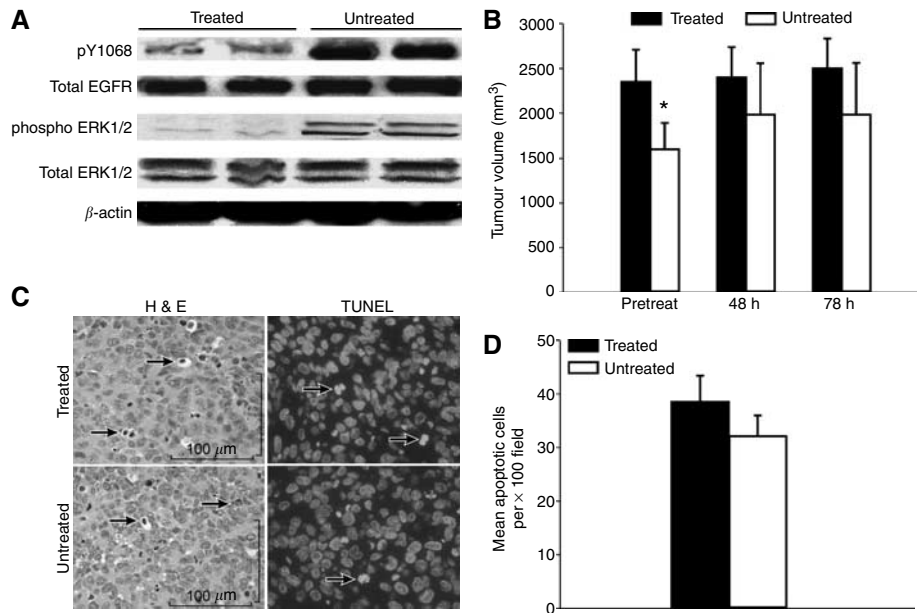 A
Treated
Untreated
pY1068
Total EGFR
phospho ERK1/2
Total ERK1/2
β-actin
B
Treated
Untreated
3000
2500
2000
1500
1000
500
0
Tumour volume (mm³)
*
Pretreat
48 h
78 h
C
H & E
TUNEL
Treated
100 μm
Untreated
100 μm
D
Treated
Untreated
50
40
30
20
10
0
Mean apoptotic cells
per × 100 field